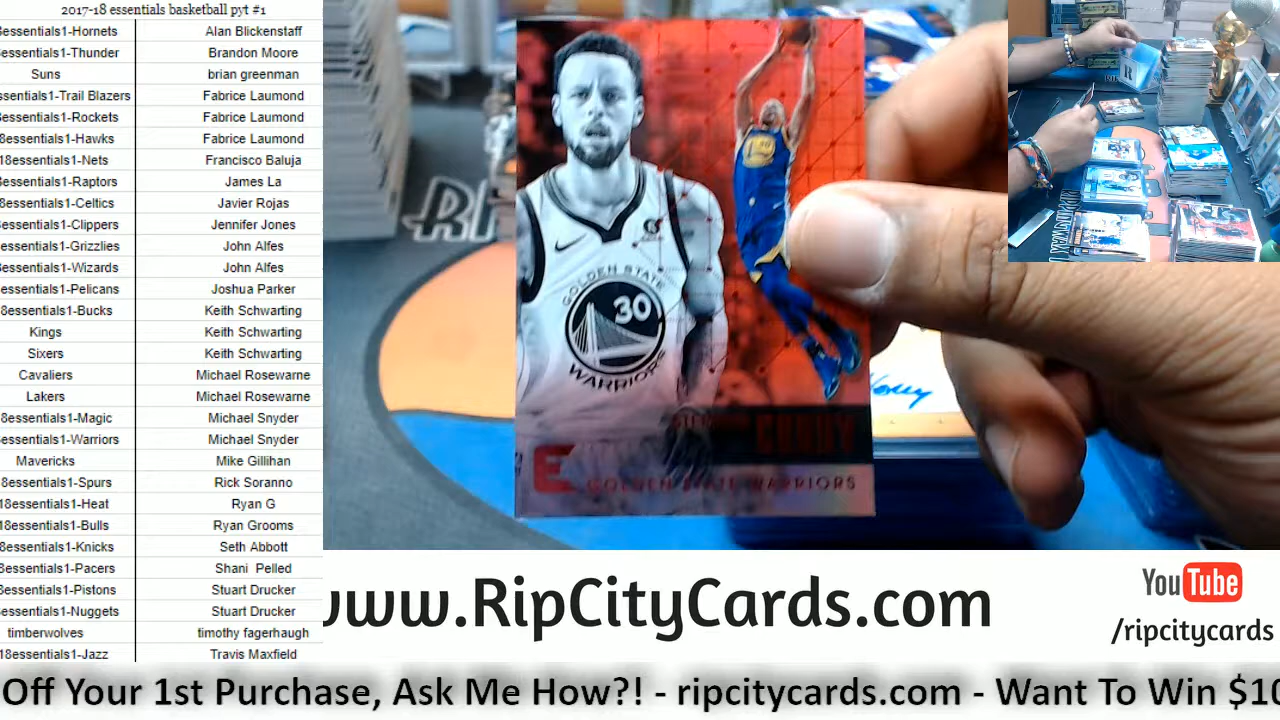 2017-18 essentials basketball pyt #1
8essentials1-Hornets Alan Blickenstaff
essentials1-Thunder Brandon Moore
Suns brian greenman
ssentials1-Trail Blazers Fabrice Laumond
essentials1-Rockets Fabrice Laumond
8essentials1-Hawks Fabrice Laumond
18essentials1-Nets Francisco Baluja
essentials1-Raptors James La
8essentials1-Celtics Javier Rojas
essentials1-Clippers Jennifer Jones
essentials1-Grizzlies John Alfes
essentials1-Wizards John Alfes
essentials1-Pelicans Joshua Parker
8essentials1-Bucks Keith Schwarting
Kings Keith Schwarting
Sixers Keith Schwarting
Cavaliers Michael Rosewarne
Lakers Michael Rosewarne
8essentials1-Magic Michael Snyder
essentials1-Warriors Michael Snyder
Mavericks Mike Gillihan
8essentials1-Spurs Rick Soranno
18essentials1-Heat Ryan G
18essentials1-Bulls Ryan Grooms
8essentials1-Knicks Seth Abbott
essentials1-Pacers Shani Pelled
8essentials1-Pistons Stuart Drucker
essentials1-Nuggets Stuart Drucker
timberwolves timothy fagerhaugh
18essentials1-Jazz Travis Maxfield
GOLDEN STATE
30
WARRIORS
CURRY
E
GOLDEN STATE WARRIORS
www.RipCityCards.com
YouTube
/ripcitycards
Off Your 1st Purchase, Ask Me How?! - ripcitycards.com - Want To Win $10